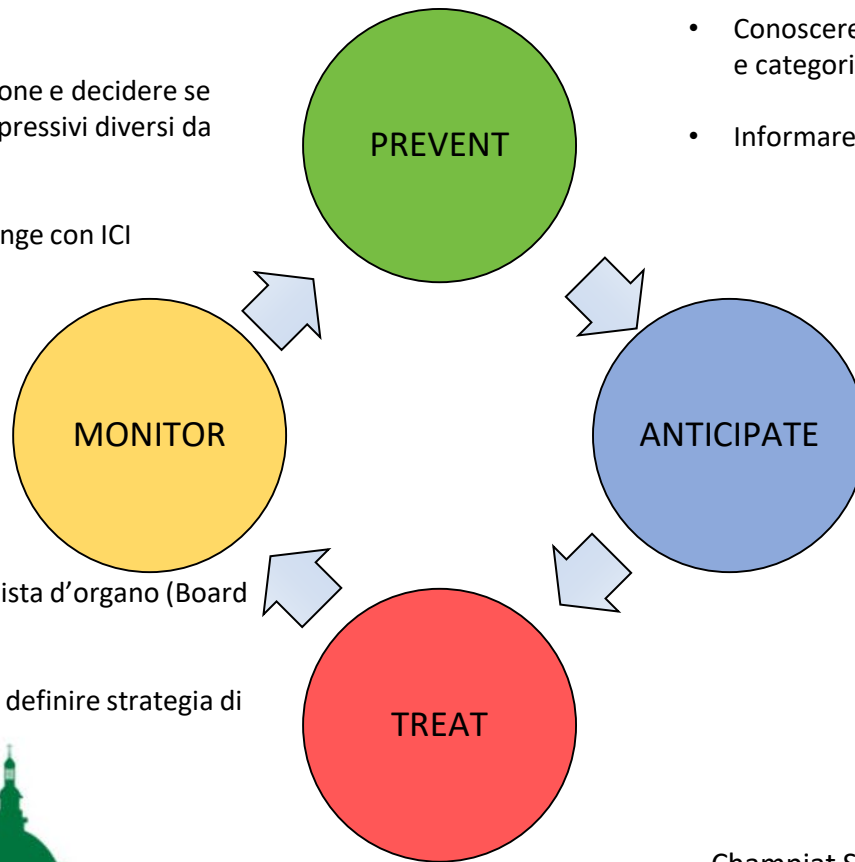 • Conoscere
e categori
• Informare
one e decidere se
pressivi diversi da
nge con ICI
PREVENT
MONITOR
ANTICIPATE
ista d’organo (Board
definire strategia di
TREAT